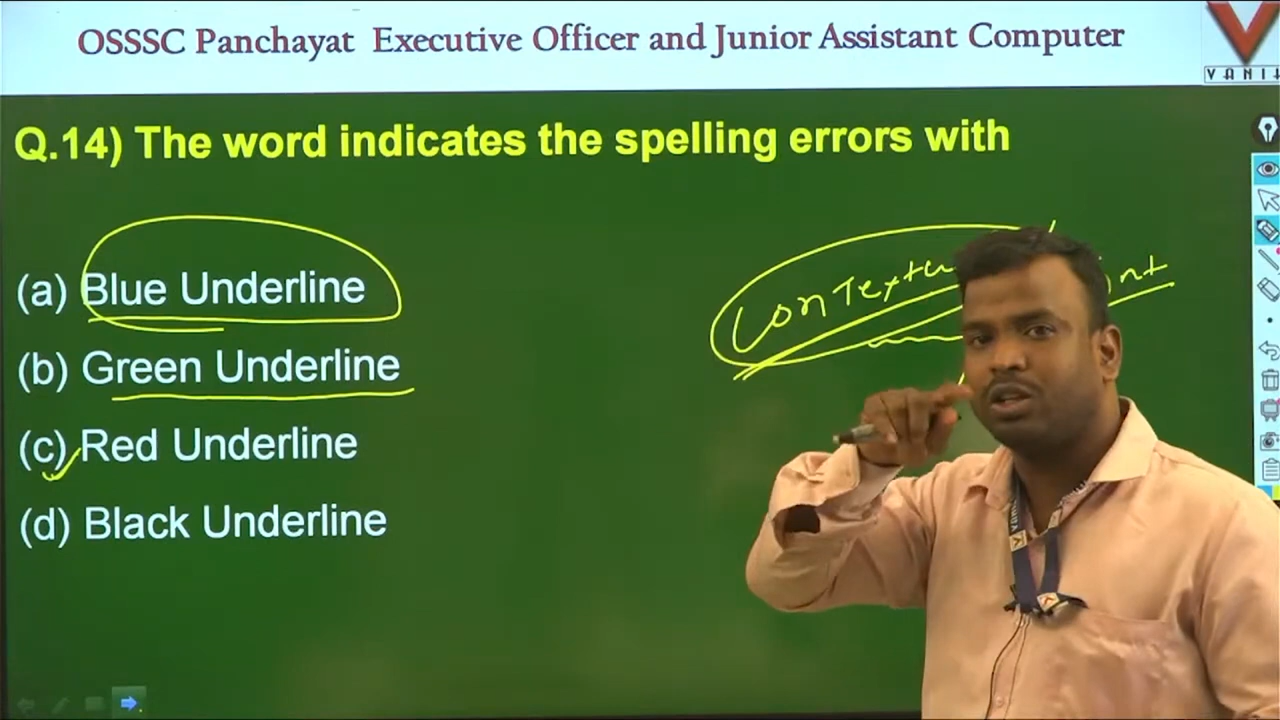 OSSSC Panchayat Executive Officer and Junior Assistant Computer
Q.14) The word indicates the spelling errors with
(a) Blue Underline
(b) Green Underline
(c) Red Underline
(d) Black Underline